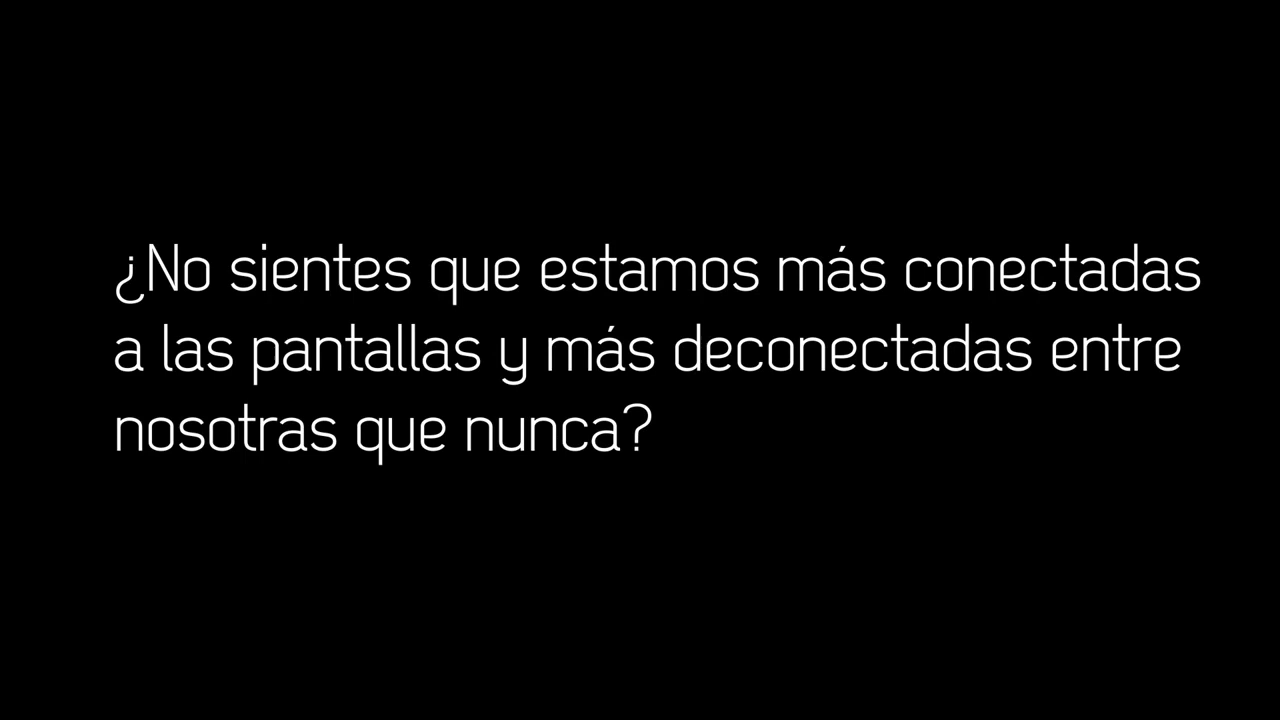 ¿No sientes que estamos más conectadas
a las pantallas y más deconectadas entre
nosotras que nunca?